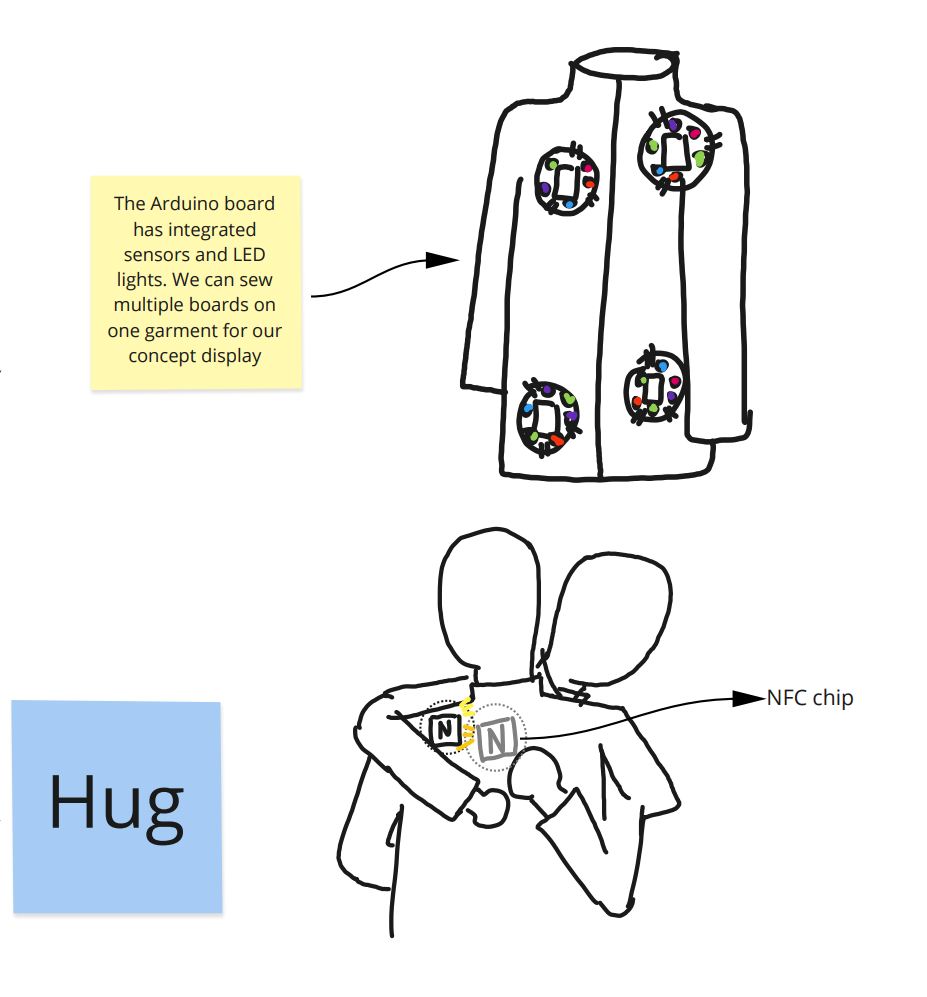 The Arduino board
has integrated
sensors and LED
lights. We can sew
multiple boards on
one garment for our
concept display
N
N
NFC chip
Hug